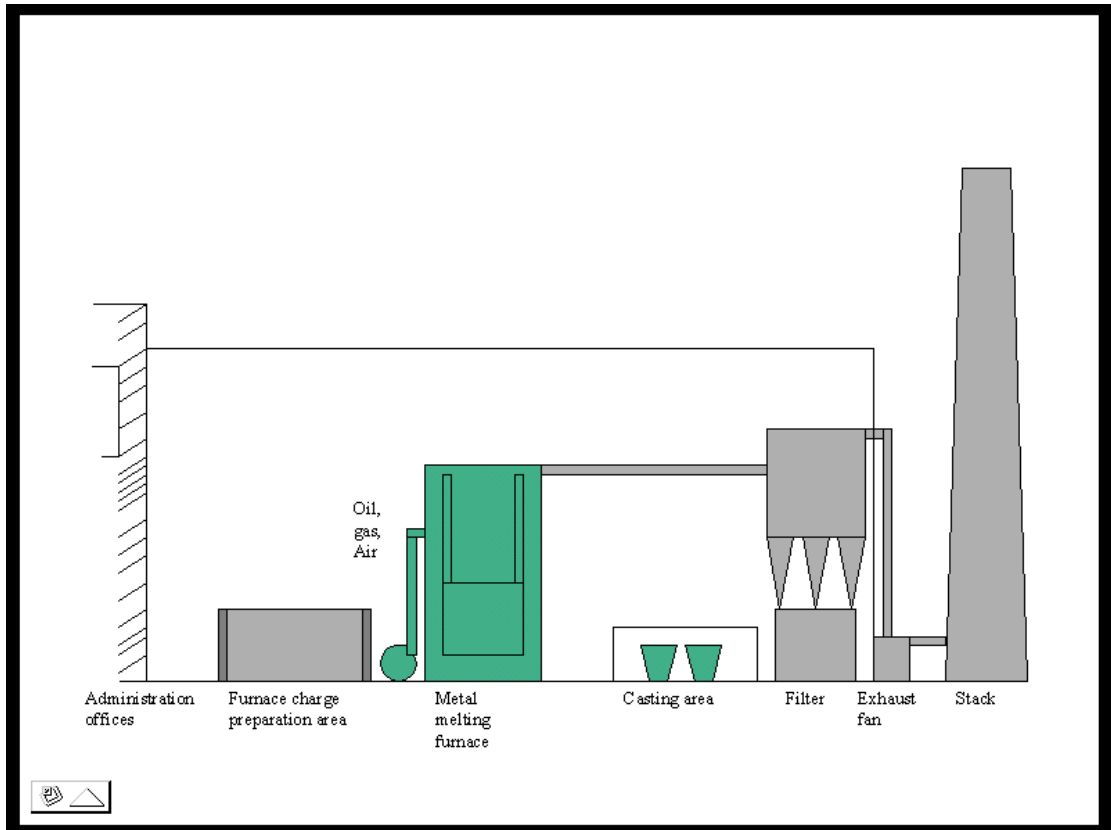 Oil,
gas,
Air
Administration
offices
Furnace charge
preparation area
Metal
melting
furnace
Casting area
Filter
Exhaust
fan
Stack